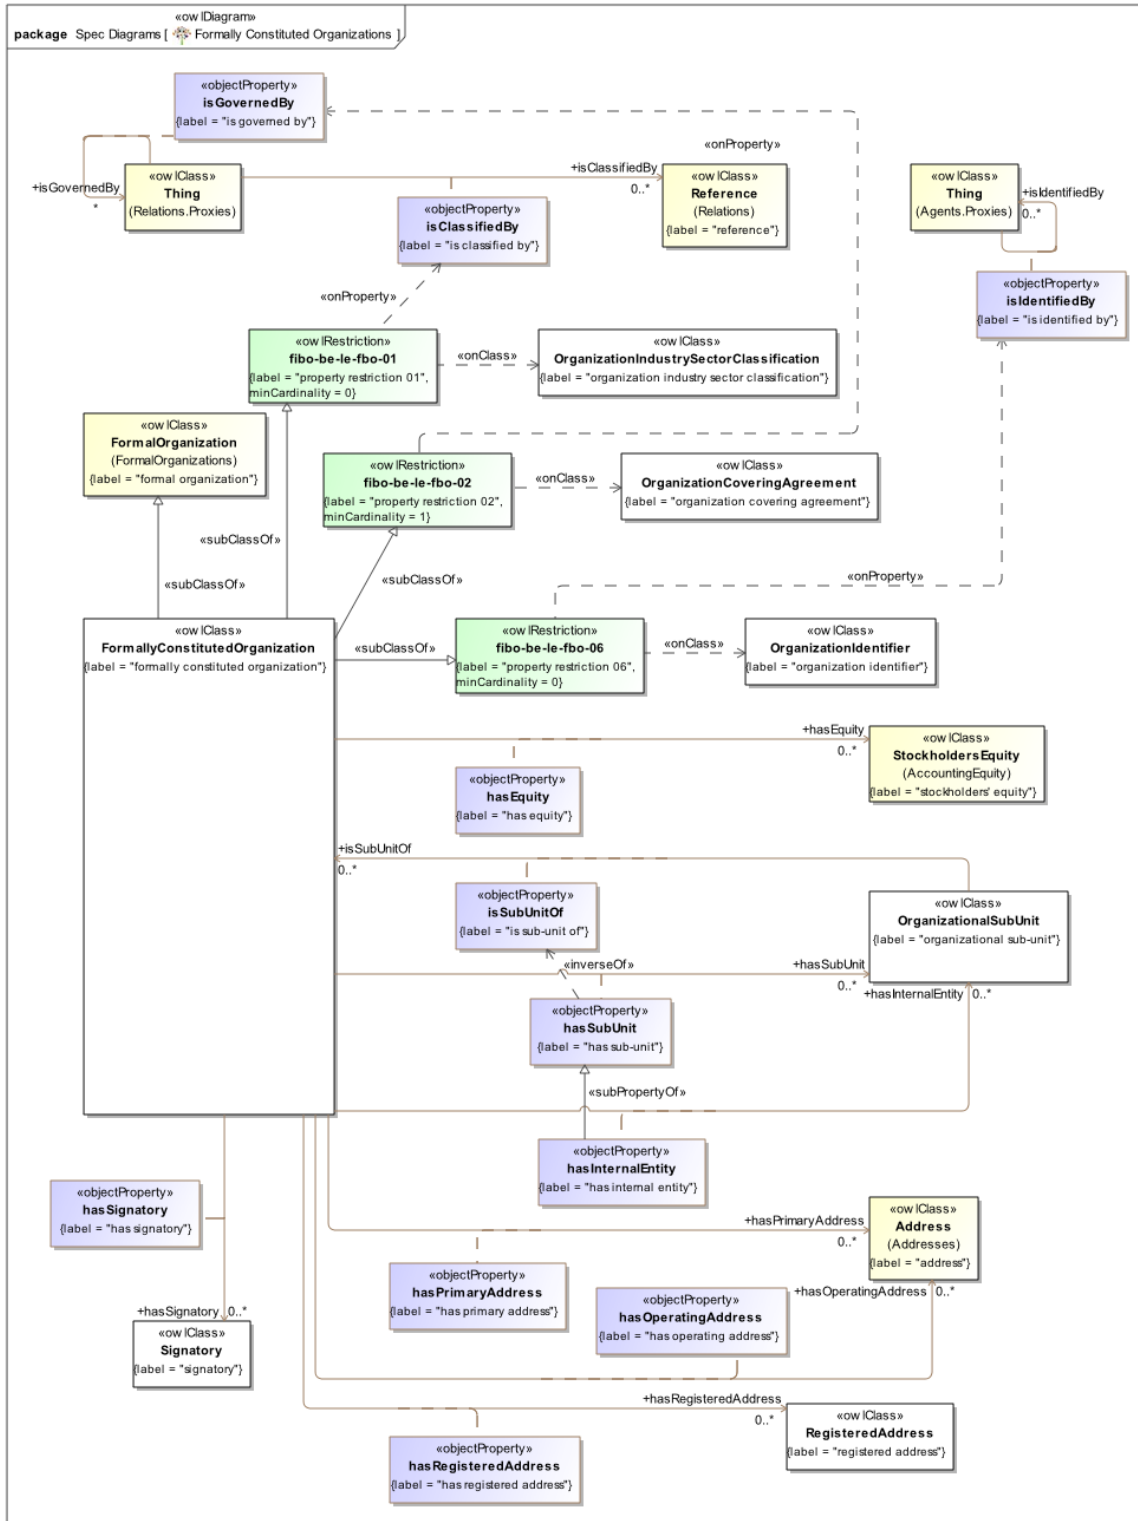 «owlDiagram»
package Spec Diagrams [ Formally Constituted Organizations ]
«objectProperty»
isGovernedBy
{label = "is governed by"}
«onProperty»
+isGovernedBy
*
«owlClass»
Thing
(Relations.Proxies)
+isClassifiedBy
0..*
«owlClass»
Reference
(Relations)
{label = "reference"}
«owlClass»
Thing
(Agents.Proxies)
+isIdentifiedBy
0..*
«objectProperty»
isClassifiedBy
{label = "is classified by"}
«objectProperty»
isIdentifiedBy
{label = "is identified by"}
«onProperty»
«owlRestriction»
fibo-be-le-fbo-01
{label = "property restriction 01",
minCardinality = 0}
«onClass»
«owlClass»
OrganizationIndustrySectorClassification
{label = "organization industry sector classification"}
«owlClass»
FormalOrganization
(FormalOrganizations)
{label = "formal organization"}
«owlRestriction»
fibo-be-le-fbo-02
{label = "property restriction 02",
minCardinality = 1}
«onClass»
«owlClass»
OrganizationCoveringAgreement
{label = "organization covering agreement"}
«subClassOf»
«subClassOf»
«subClassOf»
«onProperty»
«owlClass»
FormallyConstitutedOrganization
{label = "formally constituted organization"}
«subClassOf»
«owlRestriction»
fibo-be-le-fbo-06
{label = "property restriction 06",
minCardinality = 0}
«onClass»
«owlClass»
OrganizationIdentifier
{label = "organization identifier"}
+hasEquity
0..*
«owlClass»
StockholdersEquity
(AccountingEquity)
{label = "stockholders' equity"}
«objectProperty»
hasEquity
{label = "has equity"}
+isSubUnitOf
0..*
«objectProperty»
isSubUnitOf
{label = "is sub-unit of"}
«owlClass»
OrganizationalSubUnit
{label = "organizational sub-unit"}
«inverseOf»
+hasSubUnit
0..*
+hasInternalEntity
0..*
«objectProperty»
hasSubUnit
{label = "has sub-unit"}
«subPropertyOf»
«objectProperty»
hasInternalEntity
{label = "has internal entity"}
«objectProperty»
hasSignatory
{label = "has signatory"}
+hasPrimaryAddress
0..*
«owlClass»
Address
(Addresses)
{label = "address"}
«objectProperty»
hasPrimaryAddress
{label = "has primary address"}
«objectProperty»
hasOperatingAddress
{label = "has operating address"}
+hasOperatingAddress
0..*
+hasSignatory
0..*
«owlClass»
Signatory
{label = "signatory"}
+hasRegisteredAddress
0..*
«owlClass»
RegisteredAddress
{label = "registered address"}
«objectProperty»
hasRegisteredAddress
{label = "has registered address"}